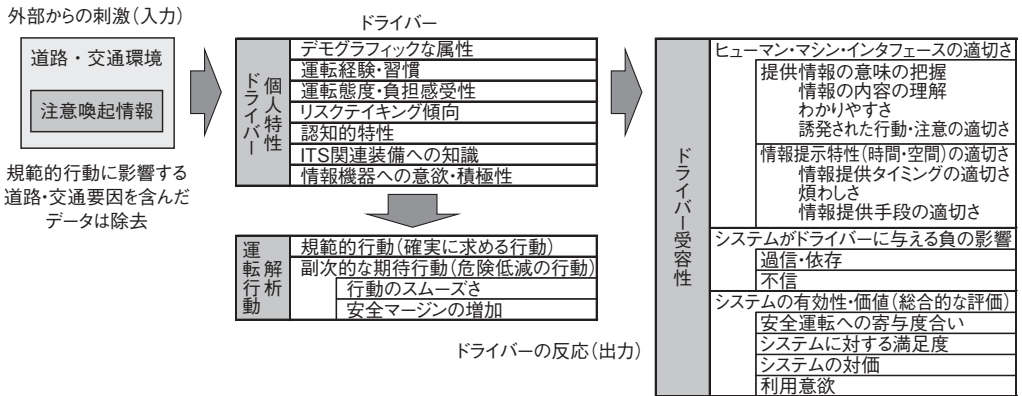 外部からの刺激(入力)
道路・交通環境
注意喚起情報
規範的行動に影響する
道路・交通要因を含んだ
データは除去
ドライバー
ドライバー
個人特性
デモグラフィックな属性
運転経験・習慣
運転態度・負担感受性
リスクテイキング傾向
認知的特性
ITS関連装備への知識
情報機器への意欲・積極性
運転行動
解析
規範的行動(確実に求める行動)
副次的な期待行動(危険低減の行動)
行動のスムーズさ
安全マージンの増加
ドライバーの反応(出力)
ドライバー受容性
ヒューマン・マシン・インタフェースの適切さ
提供情報の意味の把握
情報の内容の理解
わかりやすさ
誘発された行動・注意の適切さ
情報提示特性(時間・空間)の適切さ
情報提供タイミングの適切さ
煩わしさ
情報提供手段の適切さ
システムがドライバーに与える負の影響
過信・依存
不信
システムの有効性・価値(総合的な評価)
安全運転への寄与度合い
システムに対する満足度
システムの対価
利用意欲